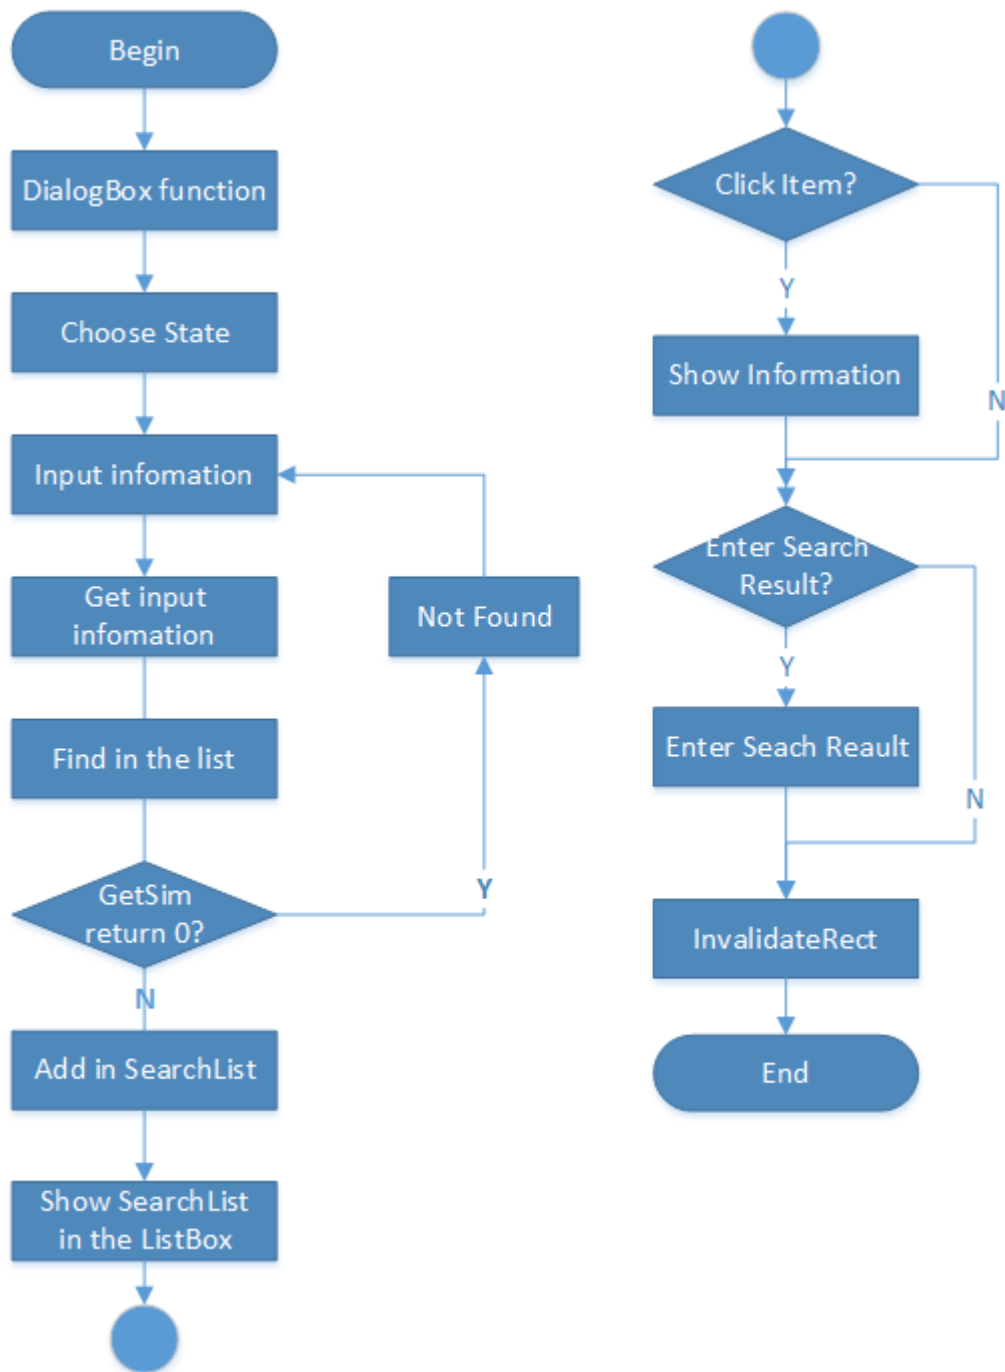 Begin
DialogBox function
Choose State
Input infomation
Get input
infomation
Not Found
Find in the list
GetSim
return 0?
Y
N
Add in SearchList
Show SearchList
in the ListBox
Click Item?
Y
Show Information
N
Enter Search
Result?
Y
Enter Seach Reault
N
InvalidateRect
End